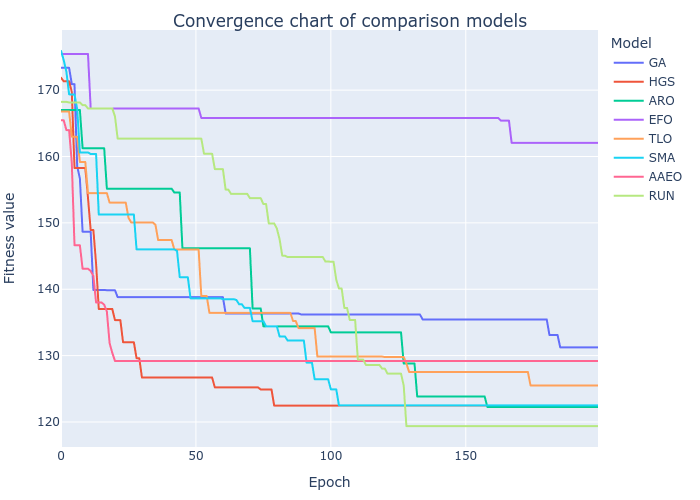 Convergence chart of comparison models
Fitness value
170
160
150
140
130
120
0
50
100
150
Epoch
Model
GA
HGS
ARO
EFO
TLO
SMA
AAEO
RUN